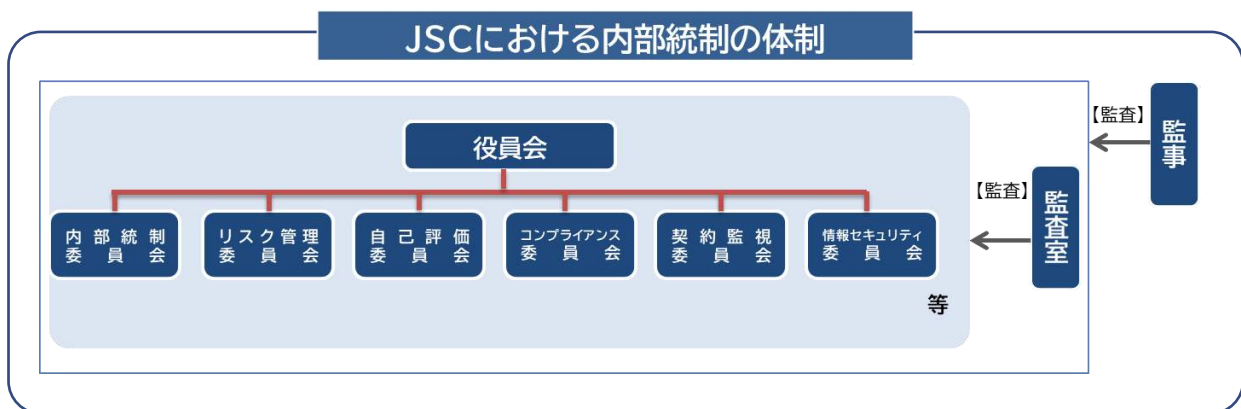 JSCにおける内部統制の体制
役員会
内部統制
委員会
リスク管理
委員会
自己評価
委員会
コンプライアンス
委員会
契約監視
委員会
情報セキュリティ
委員会
等
【監査】
監査室
【監査】
監事